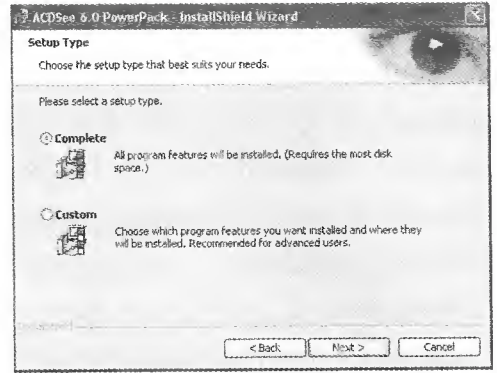 ACDSee 6.0 PowerPack - InstallShield Wizard
Setup Type
Choose the setup type that best suits your needs.
Please select a setup type.
Complete
All program features will be installed. (Requires the most disk
space.)
Custom
Choose which program features you want installed and where they
will be installed. Recommended for advanced users.
InstallShield
< Back
Next >
Cancel